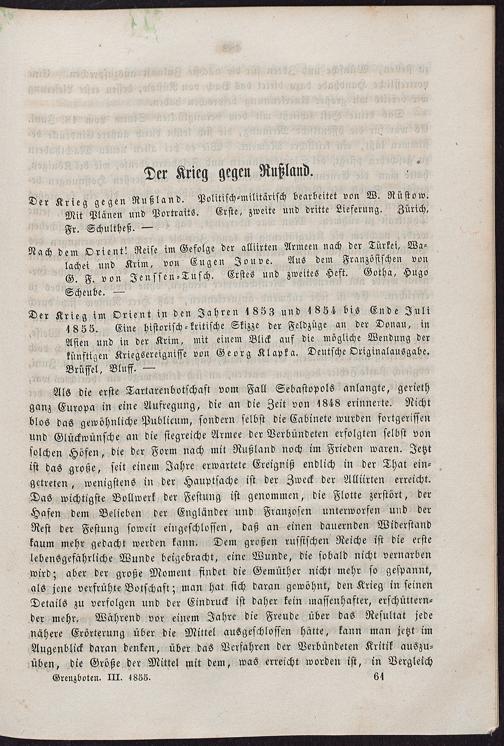 Der Krieg gegen Rußland.
Der Krieg gegen Rußland. Politisch-militärisch bearbeitet von W. Rüstow.
Mit Plänen und Portraits. Erste, zweite und dritte Lieferung. Zürich,
Fr. Schultheß. —
Nach dem Orient! Reise im Gefolge der alliirten Armeen nach der Türkei, Wa-
lachei und Krim, von Eugen Jouve. Aus dem Französischen von
G. F. von Jenssen-Tusch. Erstes und zweites Heft. Gotha, Hugo
Scheube. —
Der Krieg im Orient in den Jahren 1853 und 1854 bis Ende Juli
1855. Eine historisch-kritische Skizze der Feldzüge an der Donau, in
Asien und in der Krim, mit einem Blick auf die mögliche Wendung der
künftigen Kriegsereignisse von Georg Klapka. Deutsche Originalausgabe.
Brüssel, Bluff. —
Als die erste Tartarenbotschaft vom Fall Sebastopols anlangte, gerieth
ganz Europa in eine Aufregung, die an die Zeit von 1848 erinnerte. Nicht
blos das gewöhnliche Publicum, sondern selbst die Cabinete wurden fortgerissen
und Glückwünsche an die siegreiche Armee der Verbündeten erfolgten selbst von
solchen Höfen, die der Form nach mit Rußland noch im Frieden waren. Jetzt
ist das große, seit einem Jahre erwartete Ereigniß endlich in der That ein-
getreten, wenigstens in der Hauptsache ist der Zweck der Alliirten erreicht.
Das wichtigste Bollwerk der Festung ist genommen, die Flotte zerstört, der
Hafen dem Belieben der Engländer und Franzosen unterworfen und der
Rest der Festung soweit eingeschlossen, daß an einen dauernden Widerstand
kaum mehr gedacht werden kann. Dem großen russischen Reiche ist die erste
lebensgefährliche Wunde beigebracht, eine Wunde, die sobald nicht vernarben
wird; aber der große Moment findet die Gemüther nicht mehr so gespannt,
als jene verfrühte Botschaft; man hat sich daran gewöhnt, den Krieg in seinen
Details zu verfolgen und der Eindruck ist daher kein massenhafter, erschüttern-
der mehr. Während vor einem Jahre die Freude über das Resultat jede
nähere Erörterung über die Mittel ausgeschlossen hätte, kann man jetzt im
Augenblick daran denken, über das Verfahren der Verbündeten Kritik auszu-
üben, die Größe der Mittel mit dem, was erreicht worden ist, in Vergleich
Grenzboten. III. 1855. 61